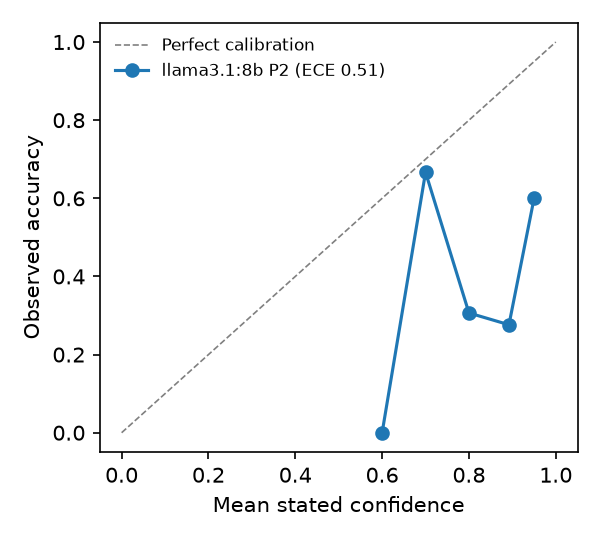 Perfect calibration
llama3.1:8b P2 (ECE 0.51)
1.0
0.8
0.6
0.4
0.2
0.0
Observed accuracy
0.0 0.2 0.4 0.6 0.8 1.0
Mean stated confidence